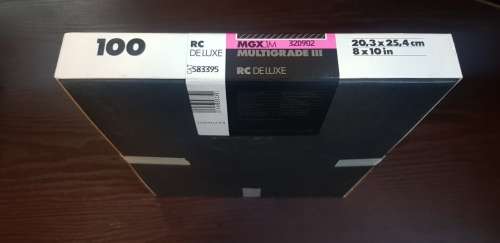 100
RC
DE LUXE
583395
MGX 1M 320902
MULTIGRADE III
RC DE LUXE
20,3 x 25,4 cm
8 x 10 in